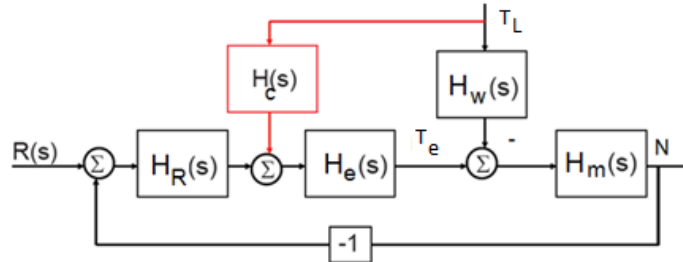 T_L
H_c(s)
H_w(s)
R(s)
Σ
H_R(s)
Σ
H_e(s)
T_e
Σ
-
H_m(s)
N
-1